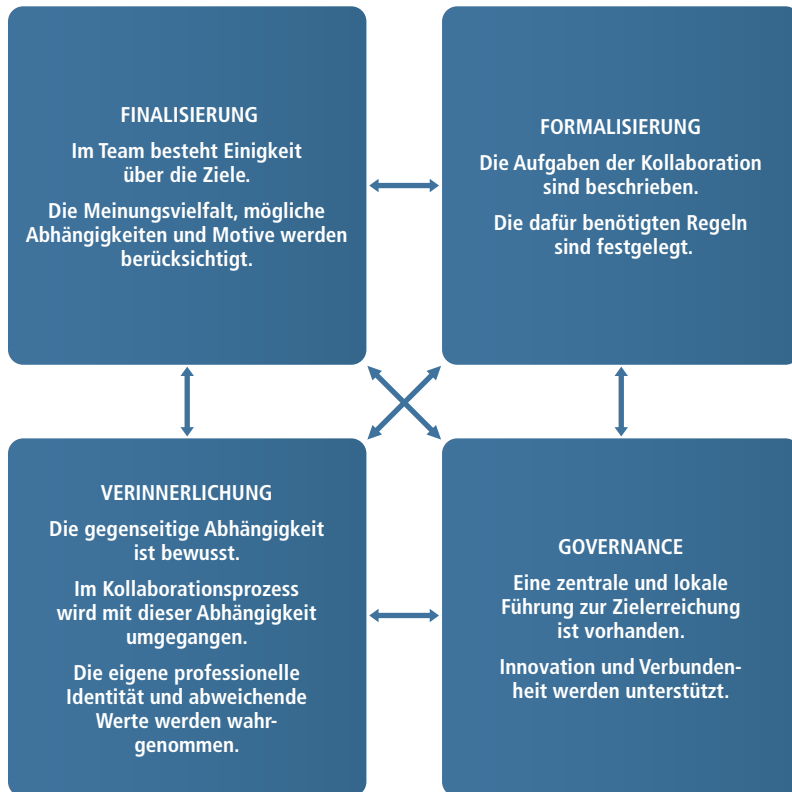 FINALISIERUNG
Im Team besteht Einigkeit
über die Ziele.
Die Meinungsvielfalt, mögliche
Abhängigkeiten und Motive werden
berücksichtigt.
FORMALISIERUNG
Die Aufgaben der Kollaboration
sind beschrieben.
Die dafür benötigten Regeln
sind festgelegt.
VERINNERLICHUNG
Die gegenseitige Abhängigkeit
ist bewusst.
Im Kollaborationsprozess
wird mit dieser Abhängigkeit
umgegangen.
Die eigene professionelle
Identität und abweichende
Werte werden wahr-
genommen.
GOVERNANCE
Eine zentrale und lokale
Führung zur Zielerreichung
ist vorhanden.
Innovation und Verbunden-
heit werden unterstützt.